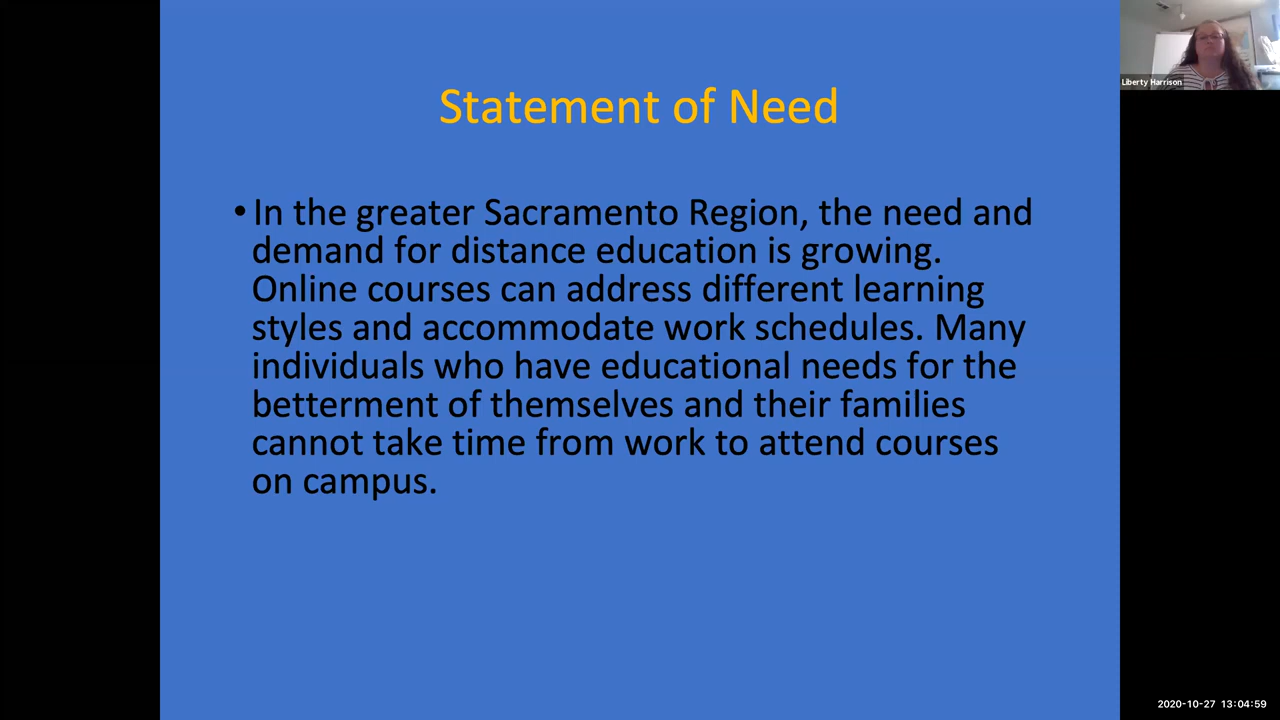 Liberty Harrison
Statement of Need
•In the greater Sacramento Region, the need and
demand for distance education is growing.
Online courses can address different learning
styles and accommodate work schedules. Many
individuals who have educational needs for the
betterment of themselves and their families
cannot take time from work to attend courses
on campus.
2020-10-27 13:04:59